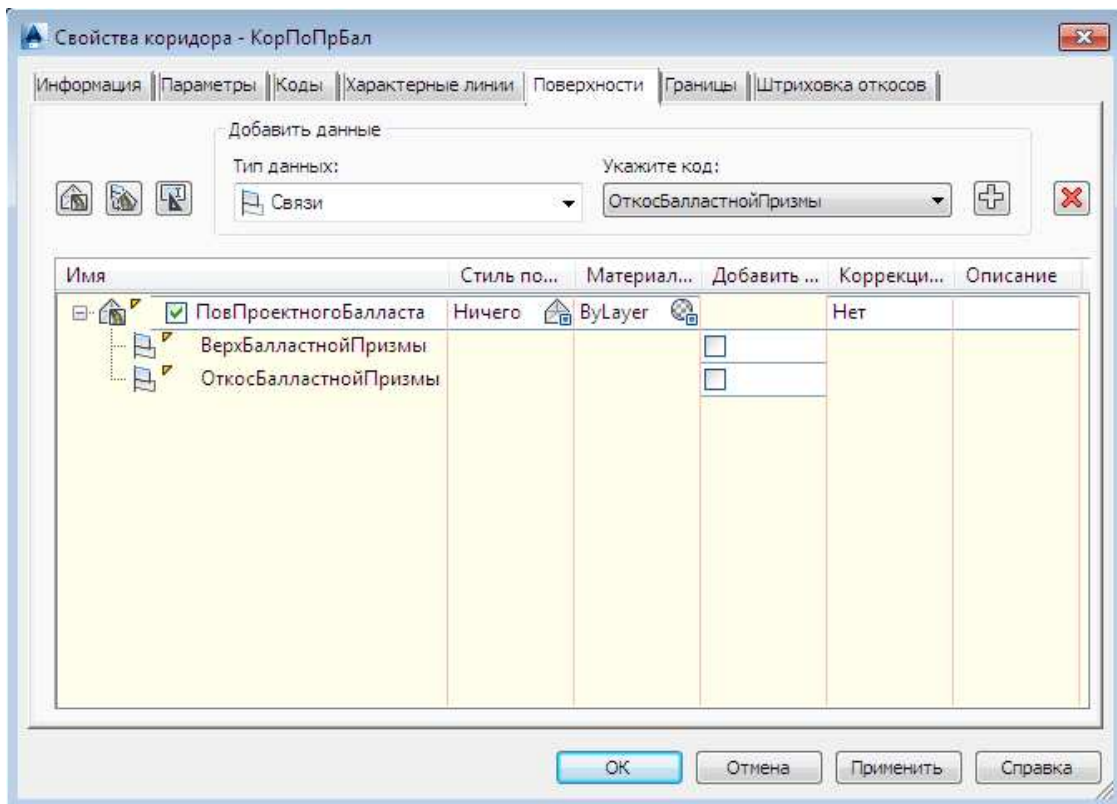 Свойства коридора - КорПоПрБал
Информация Параметры Коды Характерные линии Поверхности Границы Штриховка откосов
Добавить данные
Тип данных: Укажите код:
Связи ОткосБалластнойПризмы
Имя Стиль по... Материал... Добавить ... Коррекци... Описание
ПовПроектногоБалласта Ничего ByLayer Нет
ВерхБалластнойПризмы
ОткосБалластнойПризмы
ОК Отмена Применить Справка